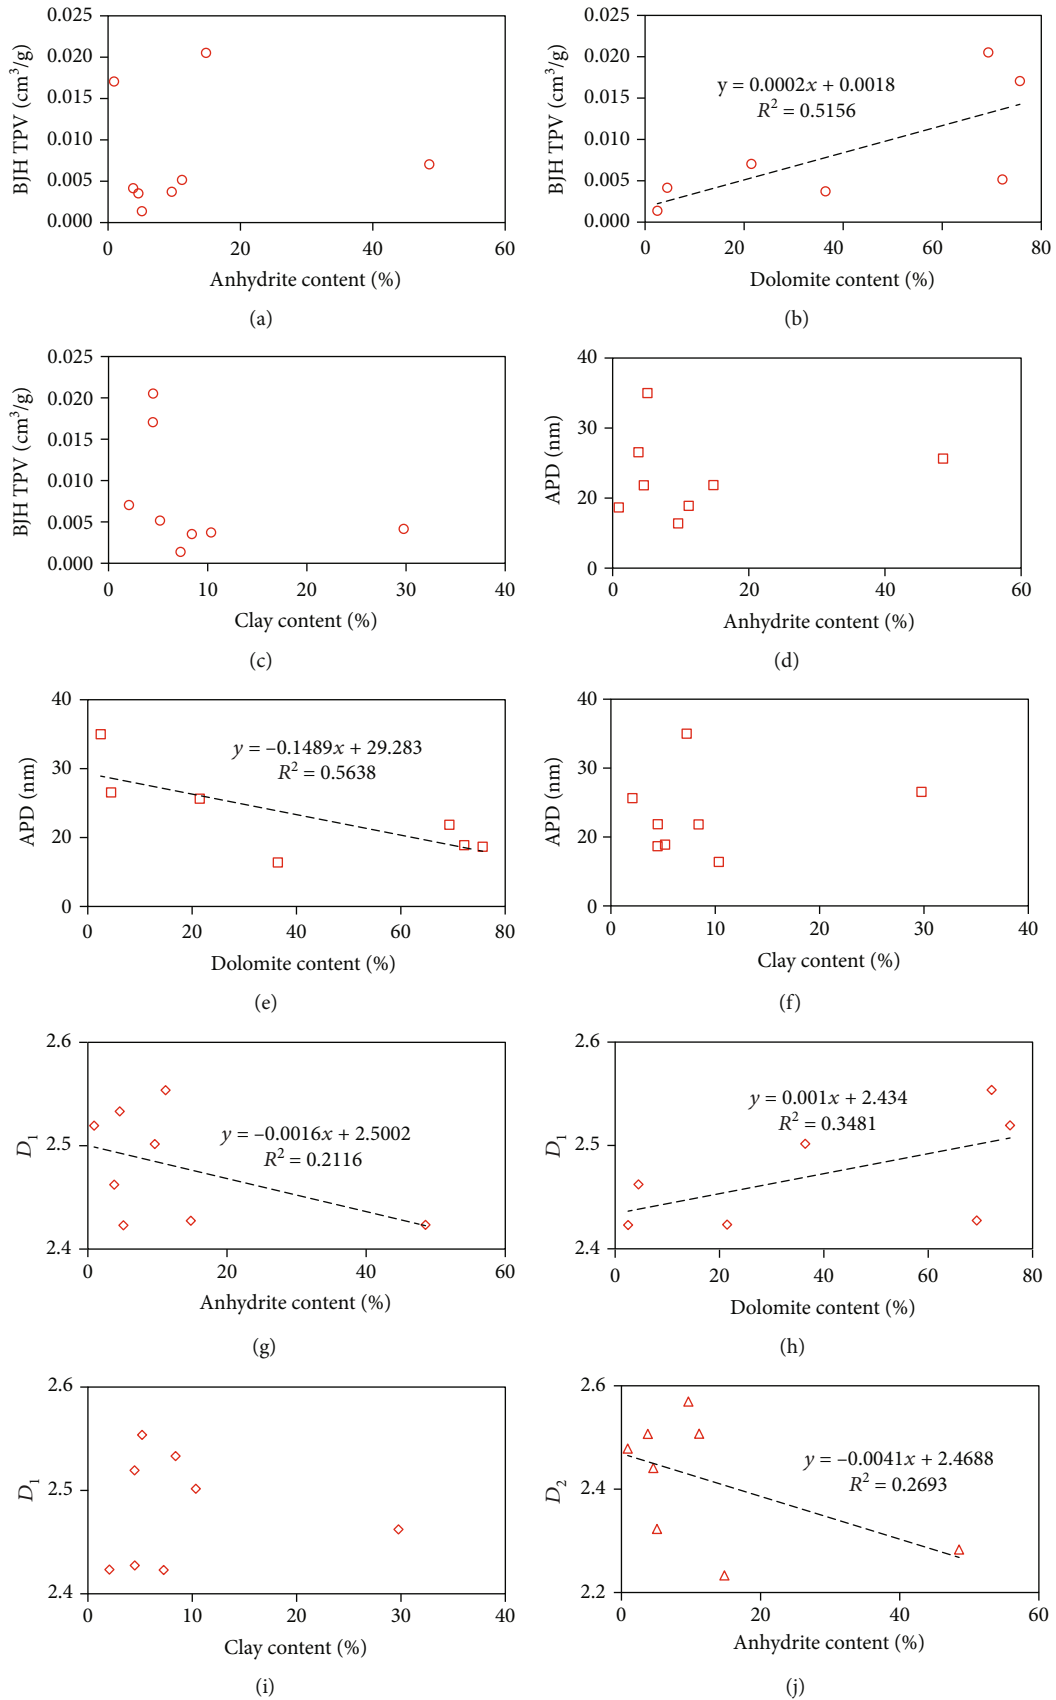 0.025
0.020
0.015
0.010
0.005
0.000
BJH TPV (cm³/g)
0 20 40 60
Anhydrite content (%)
(a)
0.025
0.020
0.015
0.010
0.005
0.000
BJH TPV (cm³/g)
y = 0.0002x + 0.0018
R² = 0.5156
0 20 40 60 80
Dolomite content (%)
(b)
0.025
0.020
0.015
0.010
0.005
0.000
BJH TPV (cm³/g)
0 10 20 30 40
Clay content (%)
(c)
40
30
20
0
APD (nm)
0 20 40 60
Anhydrite content (%)
(d)
40
30
20
0
APD (nm)
y = –0.1489x + 29.283
R² = 0.5638
0 20 40 60 80
Dolomite content (%)
(e)
40
30
20
0
APD (nm)
0 10 20 30 40
Clay content (%)
(f)
2.6
2.5
2.4
D₁
y = –0.0016x + 2.5002
R² = 0.2116
0 20 40 60
Anhydrite content (%)
(g)
2.6
2.5
2.4
D₁
y = 0.001x + 2.434
R² = 0.3481
0 20 40 60 80
Dolomite content (%)
(h)
2.6
2.5
2.4
D₁
0 10 20 30 40
Clay content (%)
(i)
2.6
2.4
2.2
D₂
y = –0.0041x + 2.4688
R² = 0.2693
0 20 40 60
Anhydrite content (%)
(j)